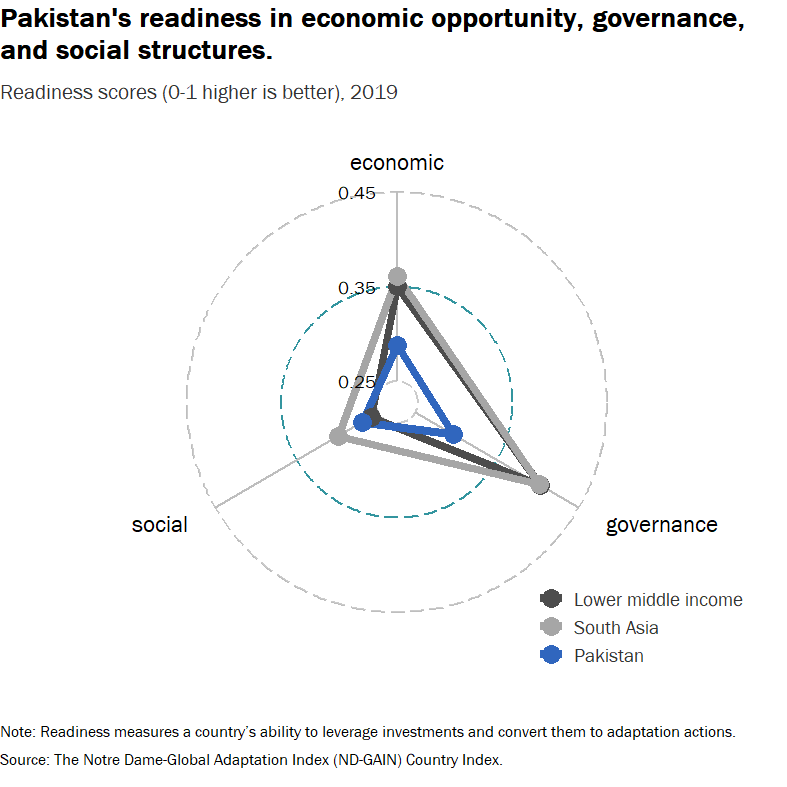 Pakistan's readiness in economic opportunity, governance,
and social structures.
Readiness scores (0-1 higher is better), 2019
economic
0.45
0.35
0.25
social
governance
Lower middle income
South Asia
Pakistan
Note: Readiness measures a country’s ability to leverage investments and convert them to adaptation actions.
Source: The Notre Dame-Global Adaptation Index (ND-GAIN) Country Index.